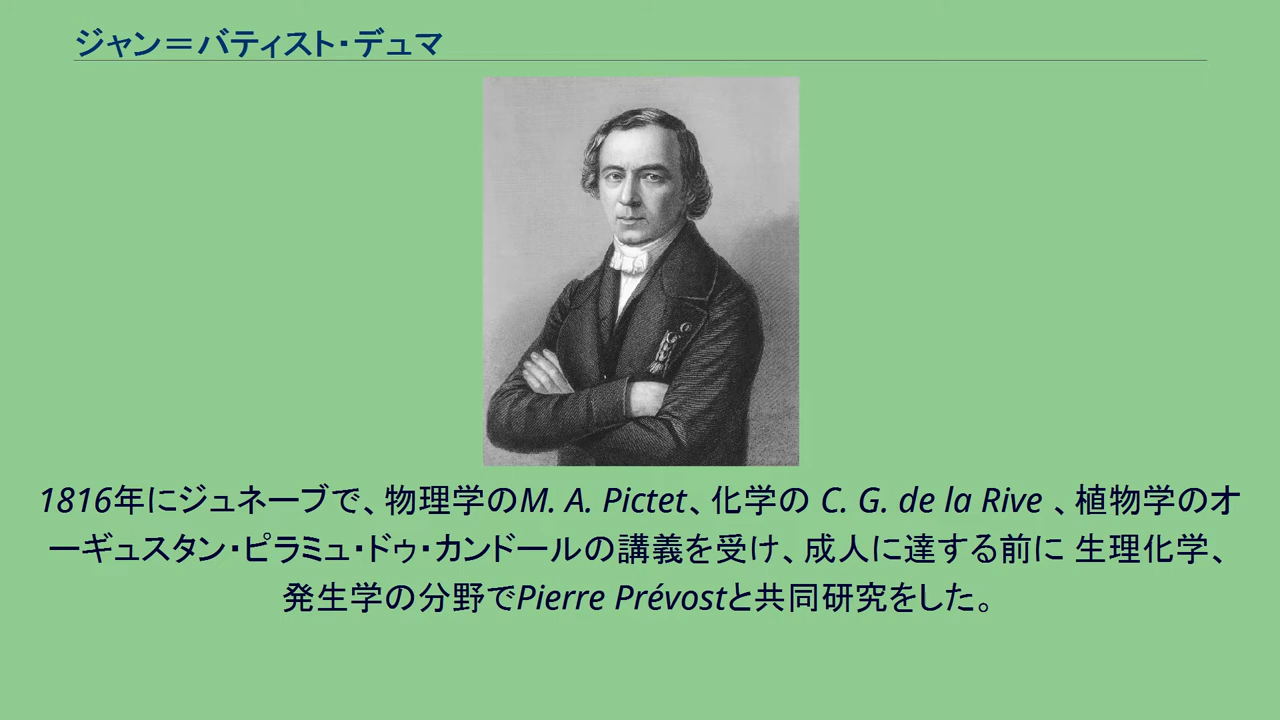 ジャン＝バティスト・デュマ
1816年にジュネーブで、物理学のM. A. Pictet、化学の C. G. de la Rive 、植物学のオ
ーギュスタン・ピラミュ・ドゥ・カンドールの講義を受け、成人に達する前に 生理化学、
発生学の分野でPierre Prévostと共同研究をした。